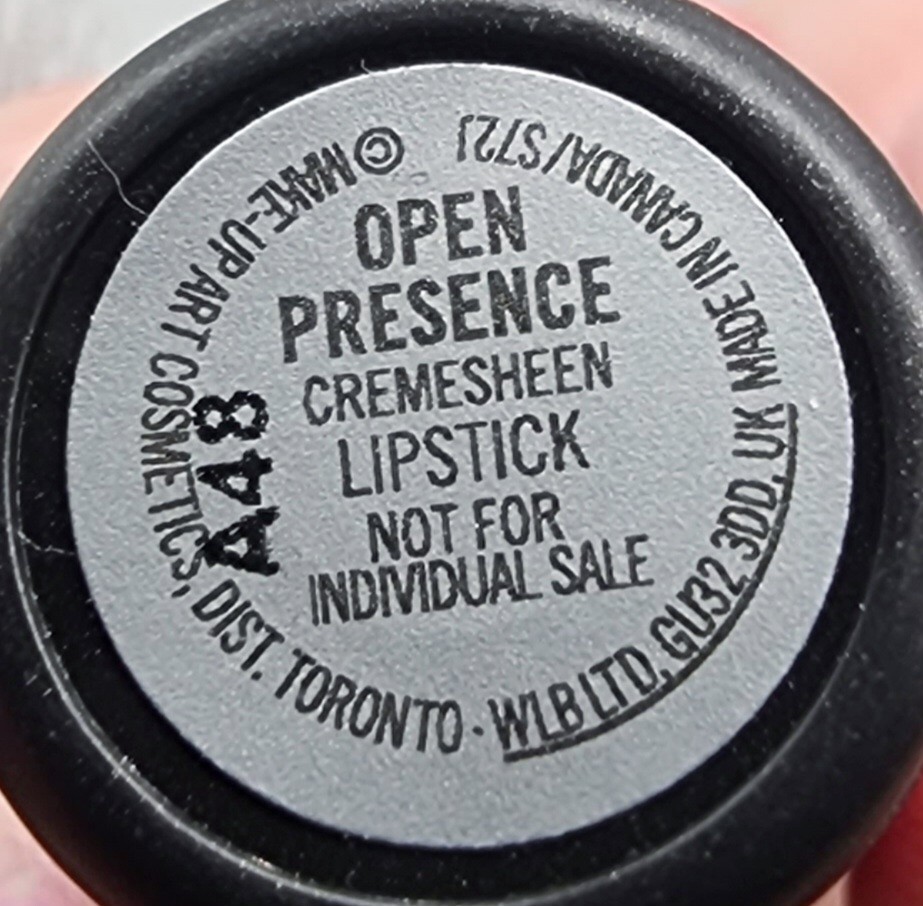 OPEN
PRESENCE
CREMESHEEN
LIPSTICK
NOT FOR
INDIVIDUAL SALE
A48
© MAKE-UP ART COSMETICS, DIST. TORONTO · WLB LTD, GU32 3DD, UK MADE IN CANADA/ S72J